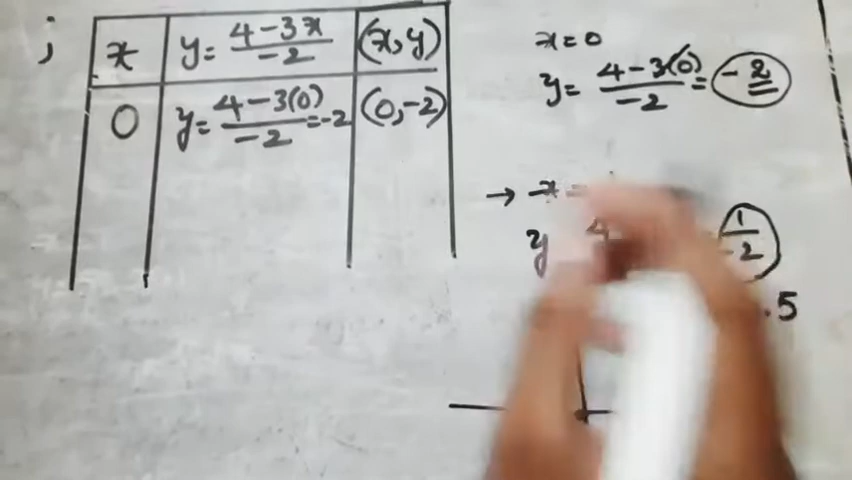 ; x y = (4-3x)/(-2) (x,y)
0 y = (4-3(0))/(-2) = -2 (0,-2)
x = 0
y = (4-3(0))/(-2) = -2
→ x =
y 4 = 1/-2
.5